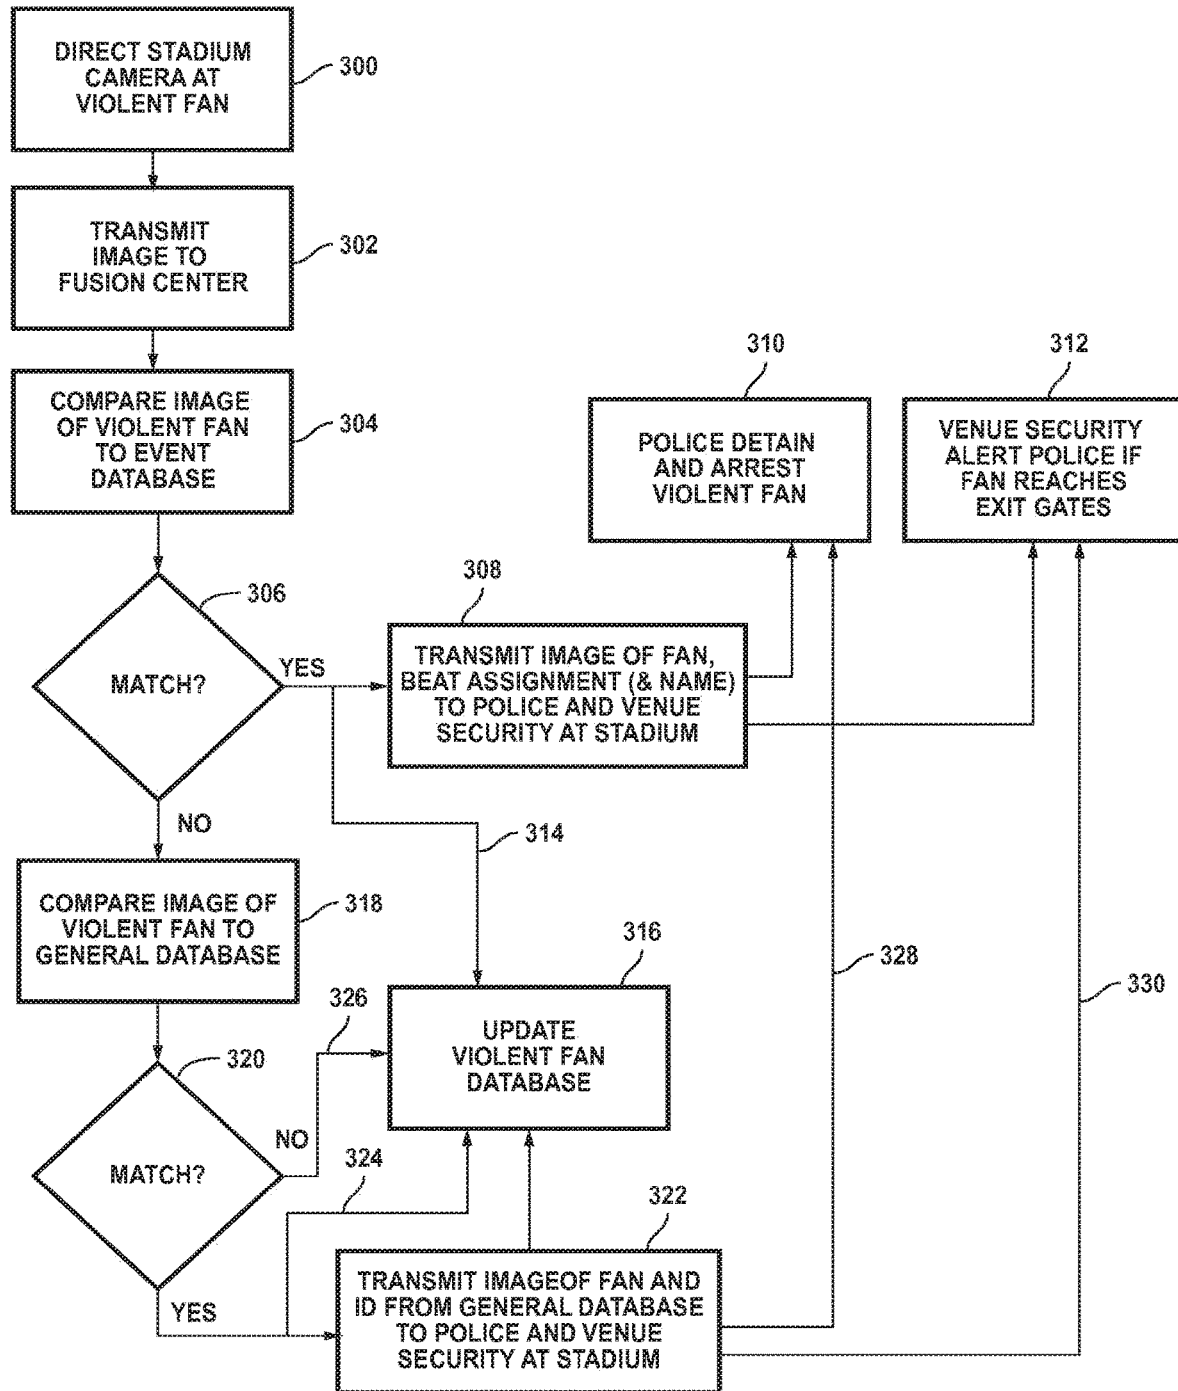 DIRECT STADIUM
CAMERA AT
VIOLENT FAN
300
TRANSMIT
IMAGE TO
FUSION CENTER
302
COMPARE IMAGE
OF VIOLENT FAN
TO EVENT
DATABASE
304
310
POLICE DETAIN
AND ARREST
VIOLENT FAN
312
VENUE SECURITY
ALERT POLICE IF
FAN REACHES
EXIT GATES
306
MATCH?
YES
NO
308
TRANSMIT IMAGE OF FAN,
BEAT ASSIGNMENT (& NAME)
TO POLICE AND VENUE
SECURITY AT STADIUM
314
COMPARE IMAGE OF
VIOLENT FAN TO
GENERAL DATABASE
318
316
UPDATE
VIOLENT FAN
DATABASE
328
330
326
320
MATCH?
NO
YES
324
322
TRANSMIT IMAGEOF FAN AND
ID FROM GENERAL DATABASE
TO POLICE AND VENUE
SECURITY AT STADIUM